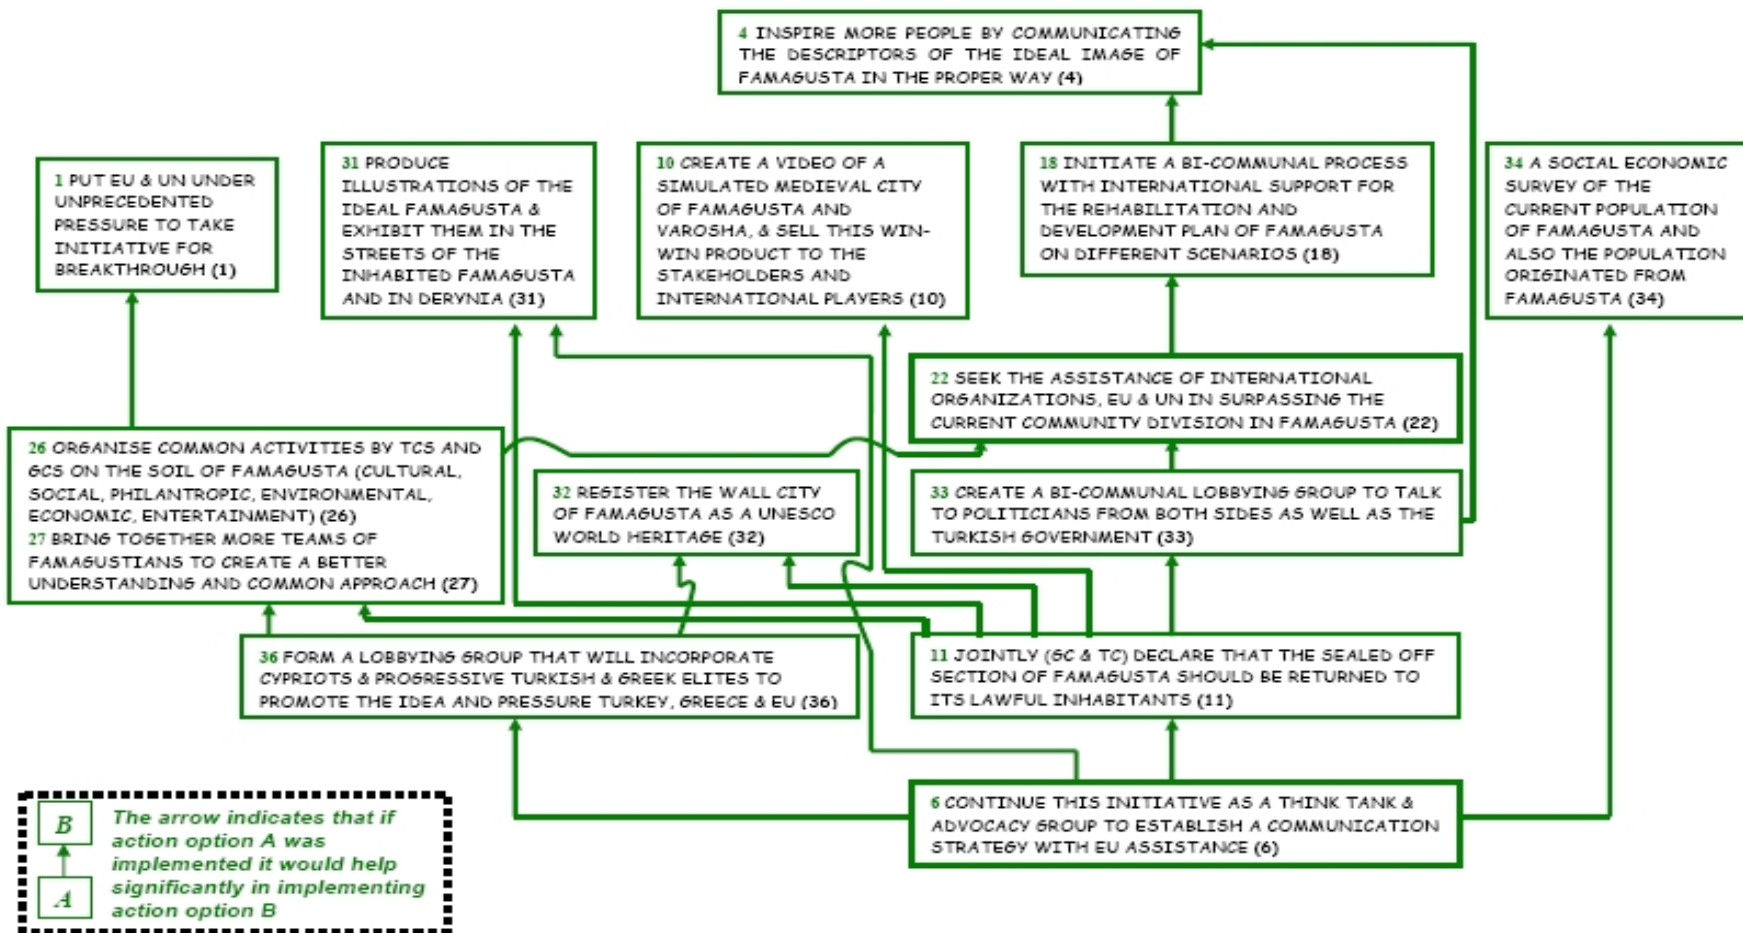 4 INSPIRE MORE PEOPLE BY COMMUNICATING
THE DESCRIPTORS OF THE IDEAL IMAGE OF
FAMAGUSTA IN THE PROPER WAY (4)
1 PUT EU & UN UNDER
UNPRECEDENTED
PRESSURE TO TAKE
INITIATIVE FOR
BREAKTHROUGH (1)
31 PRODUCE
ILLUSTRATIONS OF THE
IDEAL FAMAGUSTA &
EXHIBIT THEM IN THE
STREETS OF THE
INHABITED FAMAGUSTA
AND IN DERYNIA (31)
10 CREATE A VIDEO OF A
SIMULATED MEDIEVAL CITY
OF FAMAGUSTA AND
VAROSHA, & SELL THIS WIN-
WIN PRODUCT TO THE
STAKEHOLDERS AND
INTERNATIONAL PLAYERS (10)
18 INITIATE A BI-COMMUNAL PROCESS
WITH INTERNATIONAL SUPPORT FOR
THE REHABILITATION AND
DEVELOPMENT PLAN OF FAMAGUSTA
ON DIFFERENT SCENARIOS (18)
34 A SOCIAL ECONOMIC
SURVEY OF THE
CURRENT POPULATION
OF FAMAGUSTA AND
ALSO THE POPULATION
ORIGINATED FROM
FAMAGUSTA (34)
22 SEEK THE ASSISTANCE OF INTERNATIONAL
ORGANIZATIONS, EU & UN IN SURPASSING THE
CURRENT COMMUNITY DIVISION IN FAMAGUSTA (22)
26 ORGANISE COMMON ACTIVITIES BY TCS AND
GCS ON THE SOIL OF FAMAGUSTA (CULTURAL,
SOCIAL, PHILANTROPIC, ENVIRONMENTAL,
ECONOMIC, ENTERTAINMENT) (26)
27 BRING TOGETHER MORE TEAMS OF
FAMAGUSTIANS TO CREATE A BETTER
UNDERSTANDING AND COMMON APPROACH (27)
32 REGISTER THE WALL CITY
OF FAMAGUSTA AS A UNESCO
WORLD HERITAGE (32)
33 CREATE A BI-COMMUNAL LOBBYING GROUP TO TALK
TO POLITICIANS FROM BOTH SIDES AS WELL AS THE
TURKISH GOVERNMENT (33)
36 FORM A LOBBYING GROUP THAT WILL INCORPORATE
CYPRIOTS & PROGRESSIVE TURKISH & GREEK ELITES TO
PROMOTE THE IDEA AND PRESSURE TURKEY, GREECE & EU (36)
11 JOINTLY (GC & TC) DECLARE THAT THE SEALED OFF
SECTION OF FAMAGUSTA SHOULD BE RETURNED TO
ITS LAWFUL INHABITANTS (11)
6 CONTINUE THIS INITIATIVE AS A THINK TANK &
ADVOCACY GROUP TO ESTABLISH A COMMUNICATION
STRATEGY WITH EU ASSISTANCE (6)
B
A
The arrow indicates that if
action option A was
implemented it would help
significantly in implementing
action option B